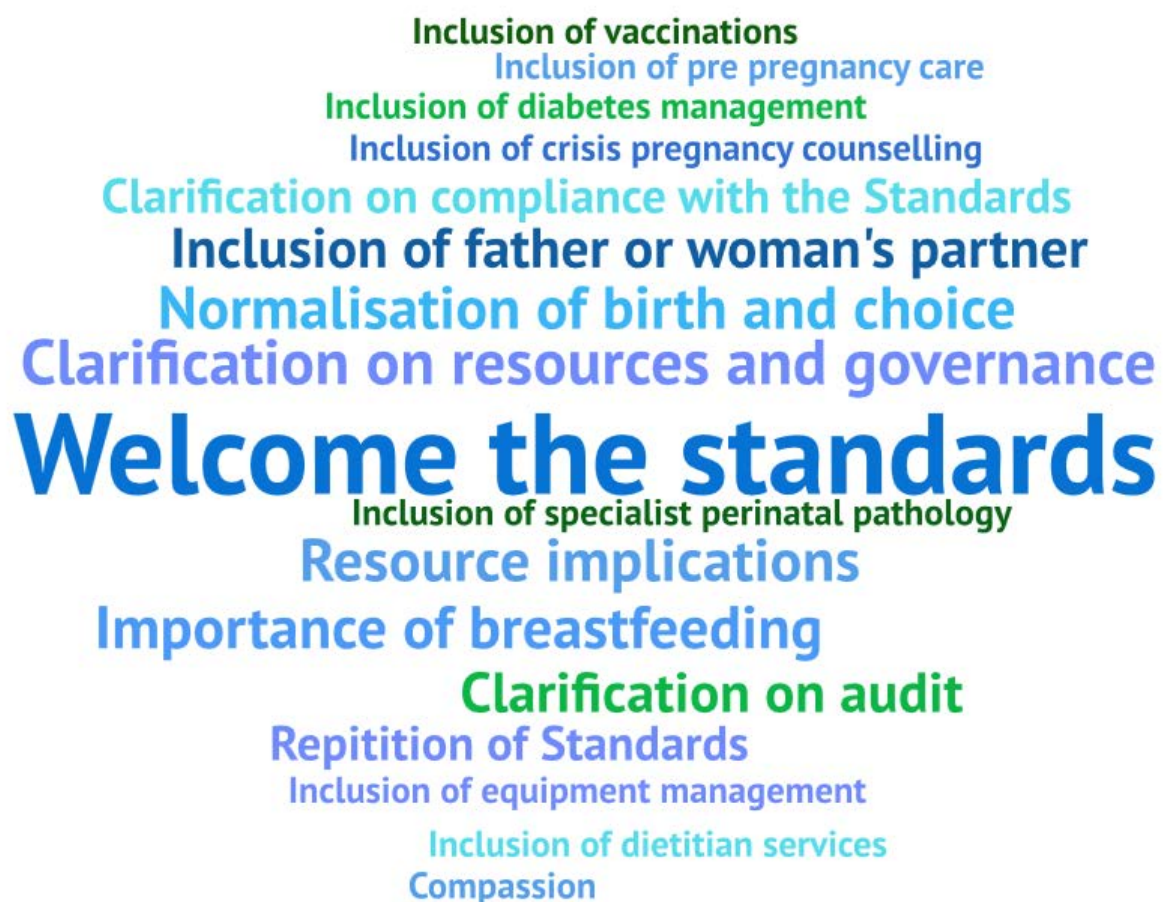 Inclusion of vaccinations
Inclusion of pre pregnancy care
Inclusion of diabetes management
Inclusion of crisis pregnancy counselling
Clarification on compliance with the Standards
Inclusion of father or woman's partner
Normalisation of birth and choice
Clarification on resources and governance
Welcome the standards
Inclusion of specialist perinatal pathology
Resource implications
Importance of breastfeeding
Clarification on audit
Repitition of Standards
Inclusion of equipment management
Inclusion of dietitian services
Compassion